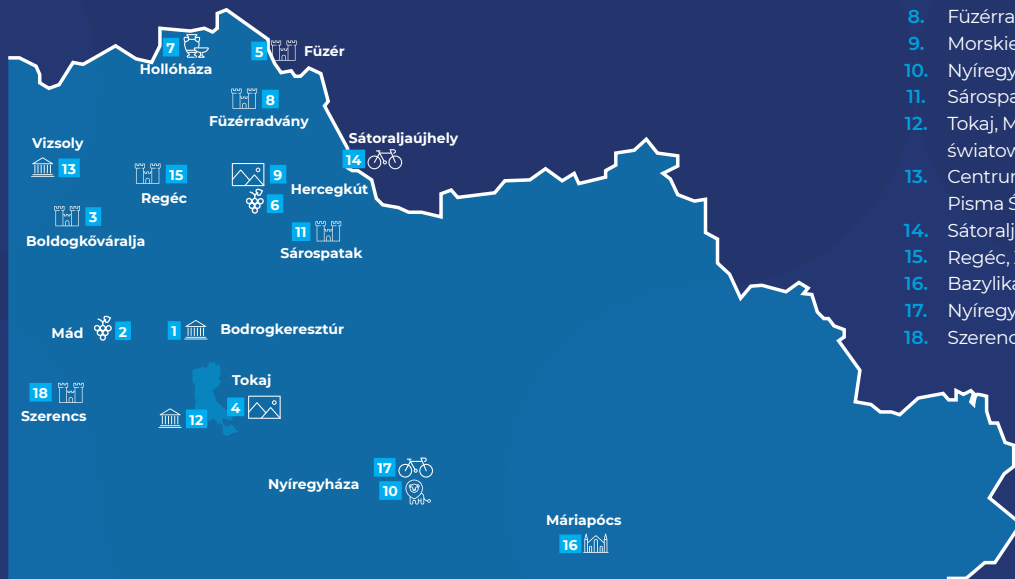 7
Hollóháza
5
Füzér
8
Füzérradvány
Vizsoly
13
Sátoraljaújhely
14
15
Regéc
9
Hercegkút
6
3
Boldogkőváralja
11
Sárospatak
Mád
2
1
Bodrogkeresztúr
18
Szerencs
Tokaj
4
12
17
Nyíregyháza
10
Máriapócs
16
8. Füzérra
9. Morskie
10. Nyíregy
11. Sárospa
12. Tokaj, M
światow
13. Centrum
Pisma Ś
14. Sátoralj
15. Regéc,
16. Bazylika
17. Nyíregy
18. Szerenc